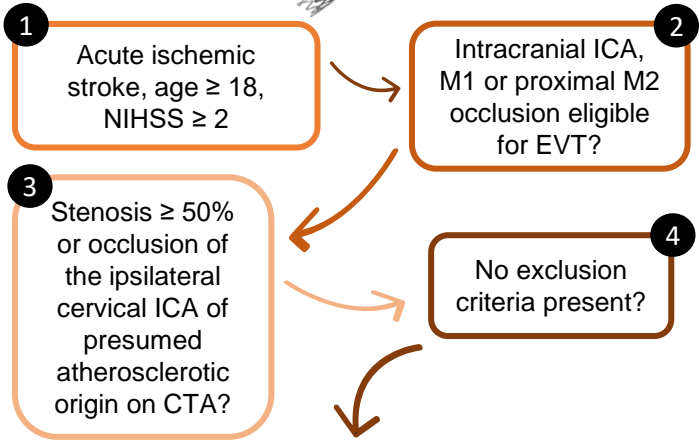 1
Acute ischemic
stroke, age ≥ 18,
NIHSS ≥ 2
2
Intracranial ICA,
M1 or proximal M2
occlusion eligible
for EVT?
3
Stenosis ≥ 50%
or occlusion of
the ipsilateral
cervical ICA of
presumed
atherosclerotic
origin on CTA?
4
No exclusion
criteria present?